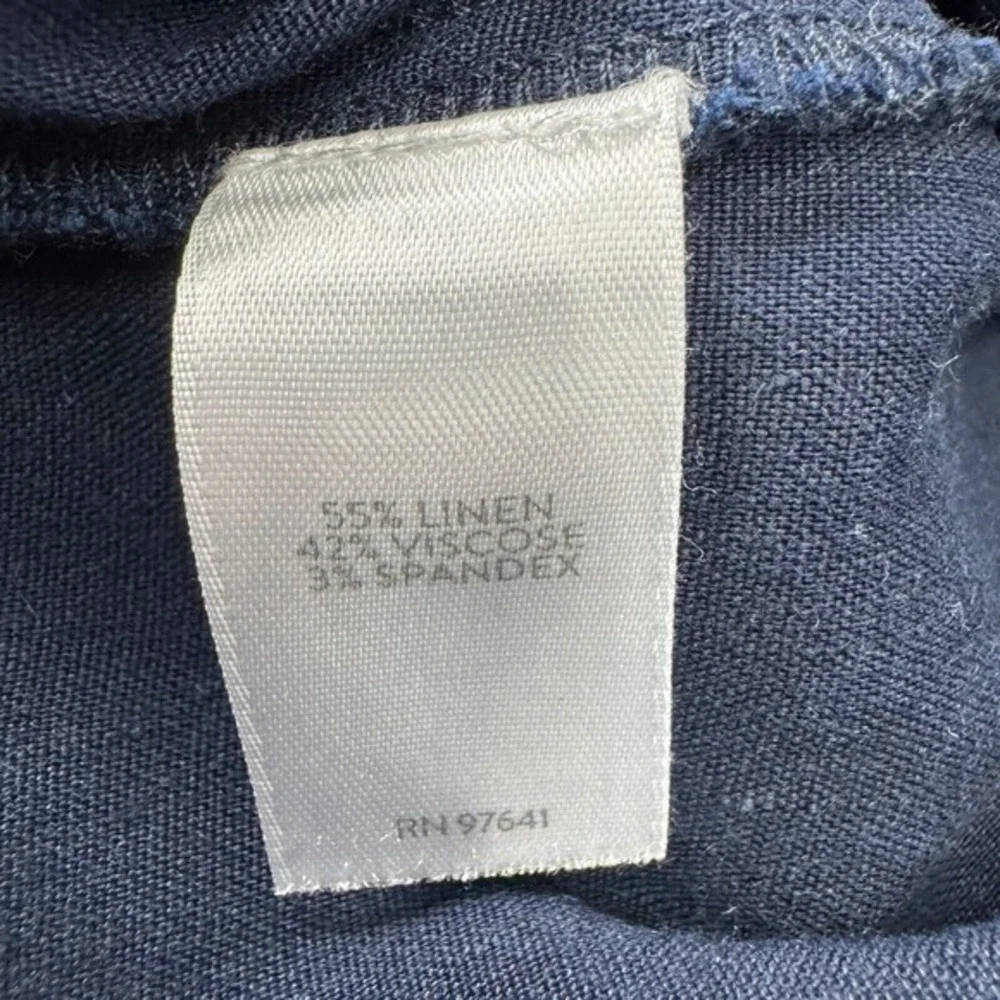 55% LINEN
42% VISCOSE
3% SPANDEX
RN 97641